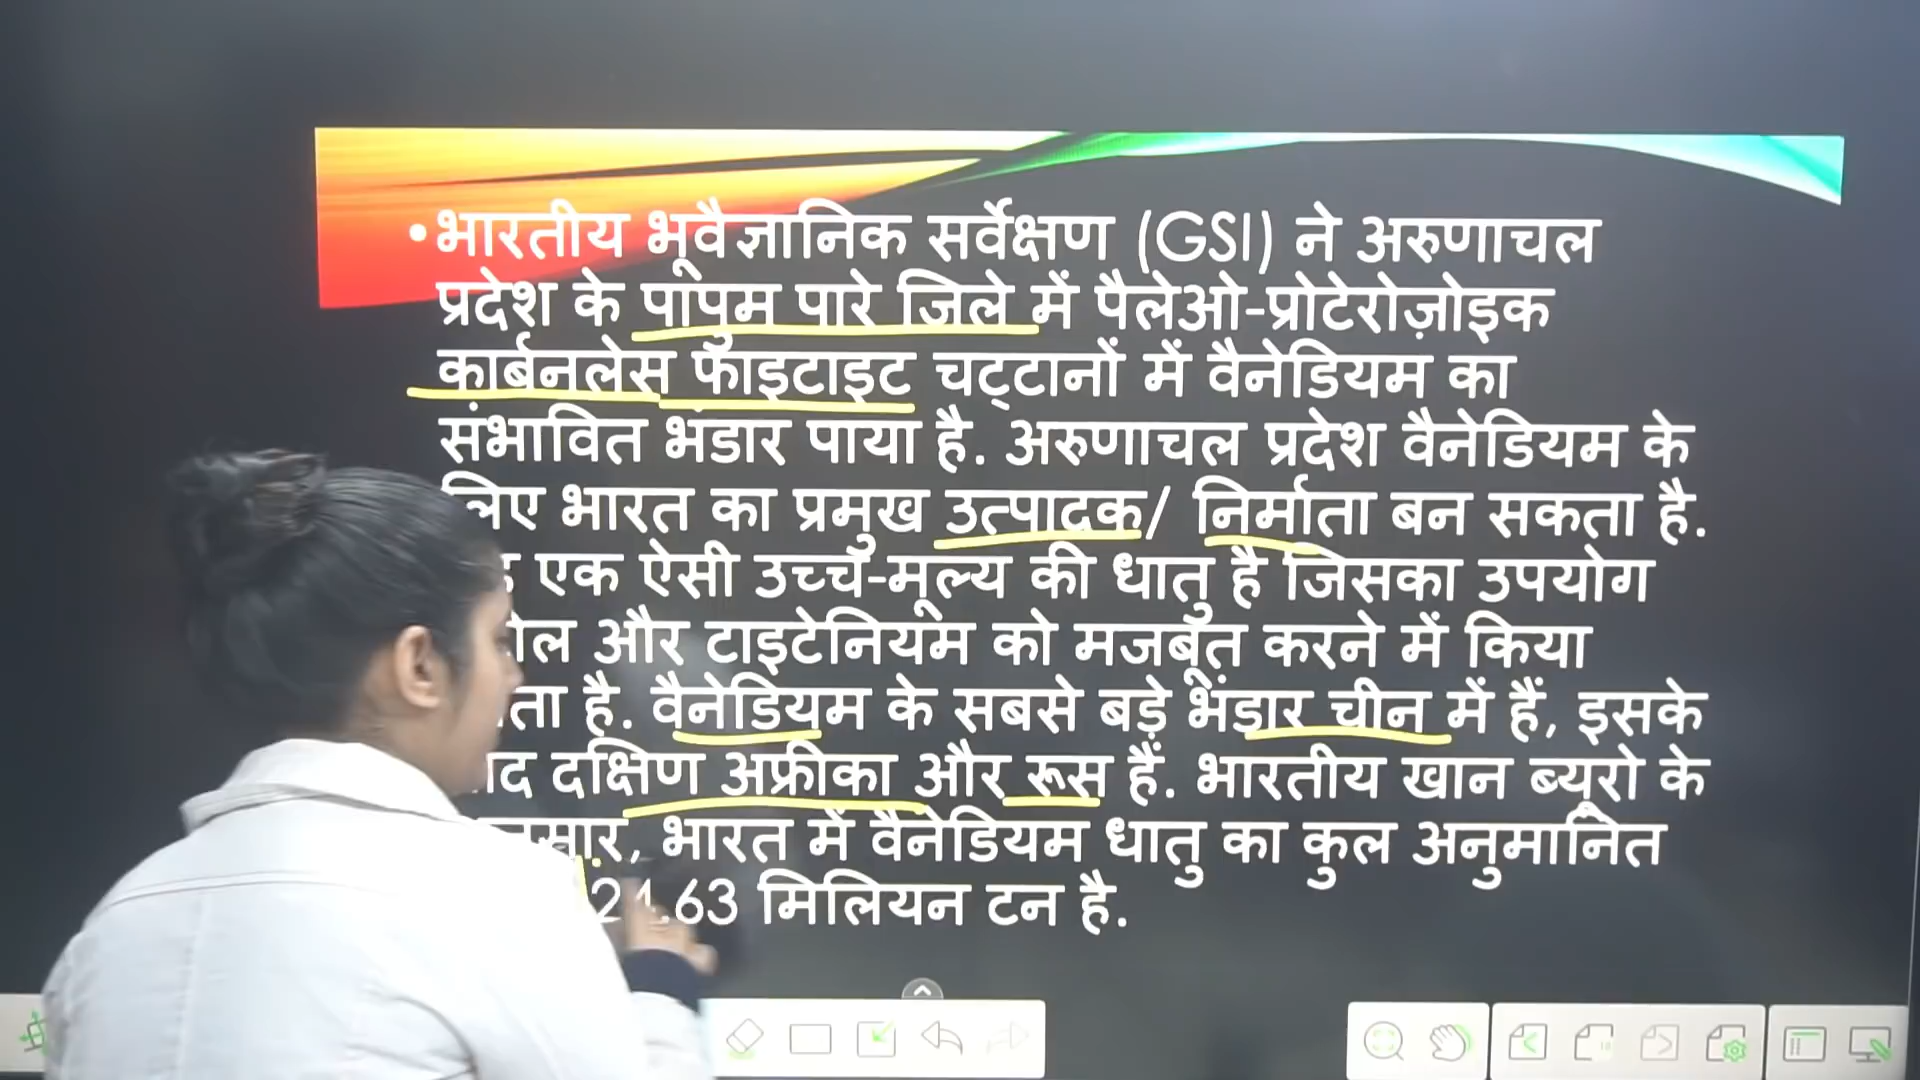 •भारतीय भूवैज्ञानिक सर्वेक्षण (GSI) ने अरुणाचल
प्रदेश के पापुम पारे जिले में पैलेओ-प्रोटेरोज़ोइक
कार्बनलेस फाइटाइट चट्टानों में वैनेडियम का
संभावित भंडार पाया है. अरुणाचल प्रदेश वैनेडियम के
लिए भारत का प्रमुख उत्पादक/ निर्माता बन सकता है.
एक ऐसी उच्च-मूल्य की धातु है जिसका उपयोग
और टाइटेनियम को मजबूत करने में किया
है. वैनेडियम के सबसे बड़े भंडार चीन में हैं, इसके
दक्षिण अफ्रीका और रूस हैं. भारतीय खान ब्यूरो के
भारत में वैनेडियम धातु का कुल अनुमानित
24.63 मिलियन टन है.